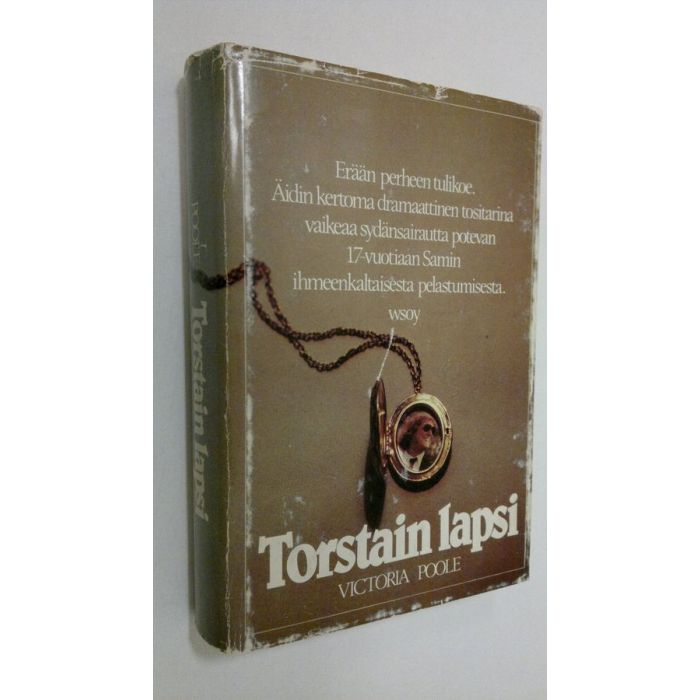 Erään perheen tulikoe.
Äidin kertoma dramaattinen tositarina
vaikeaa sydänsairautta potevan
17-vuotiaan Samin
ihmeenkaltaisesta pelastumisesta.
wsoy
Torstain lapsi
VICTORIA POOLE
POOLE
Torstain lapsi